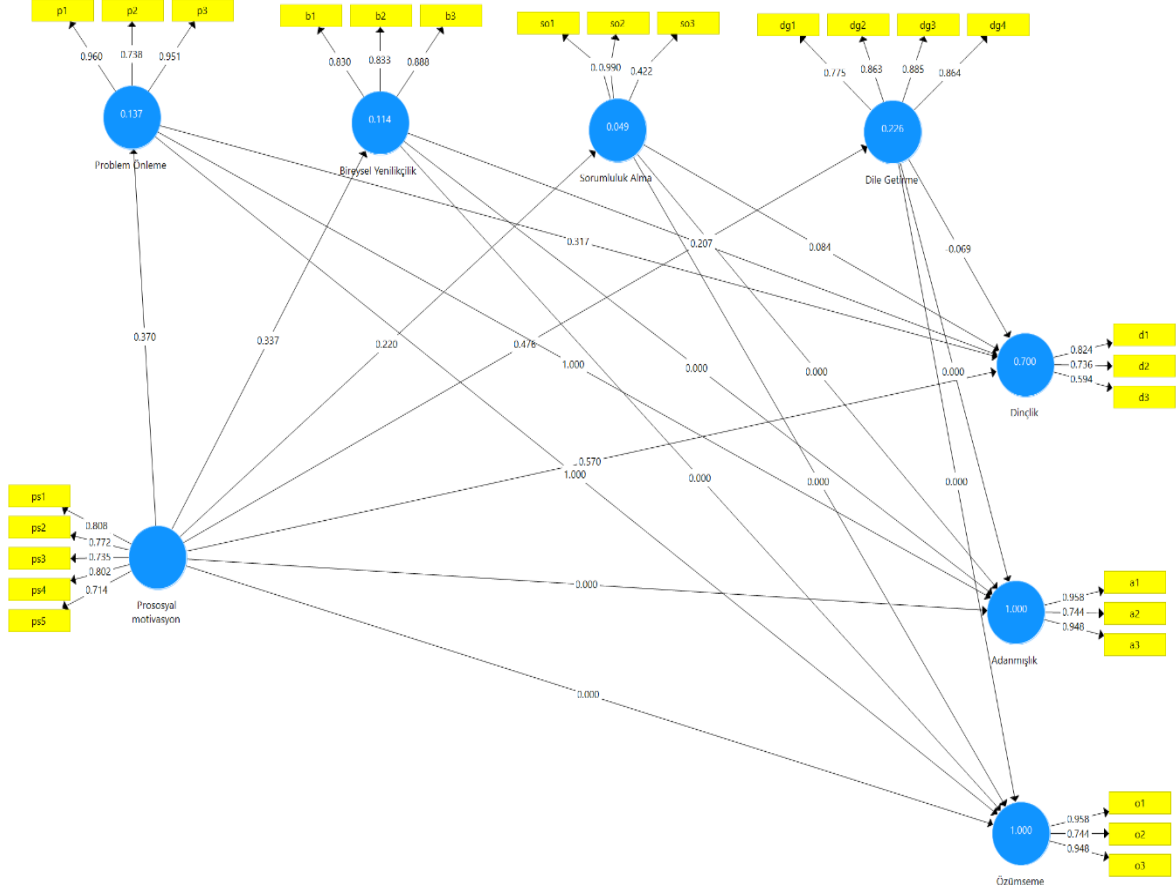 p1
p2
p3
b1
b2
b3
so1
so2
so3
dg1
dg2
dg3
dg4
0.960
0.738
0.951
0.830
0.833
0.888
0.990
0.422
0.775
0.863
0.885
0.864
0.137
0.114
0.049
0.226
Problem Önleme
Bireysel Yenilikçilik
Sorumluluk Alma
Dile Getirme
0.317
0.207
0.084
-0.069
0.370
0.337
0.220
0.476
1.000
0.000
0.000
0.000
0.700
Dinçlik
0.824
0.736
0.594
d1
d2
d3
0.570
1.000
0.000
0.000
0.000
ps1
ps2
ps3
ps4
ps5
0.808
0.772
0.735
0.802
0.714
Prososyal
motivasyon
0.000
1.000
Adanmışlık
0.958
0.744
0.948
a1
a2
a3
0.000
1.000
Özümseme
0.958
0.744
0.948
o1
o2
o3